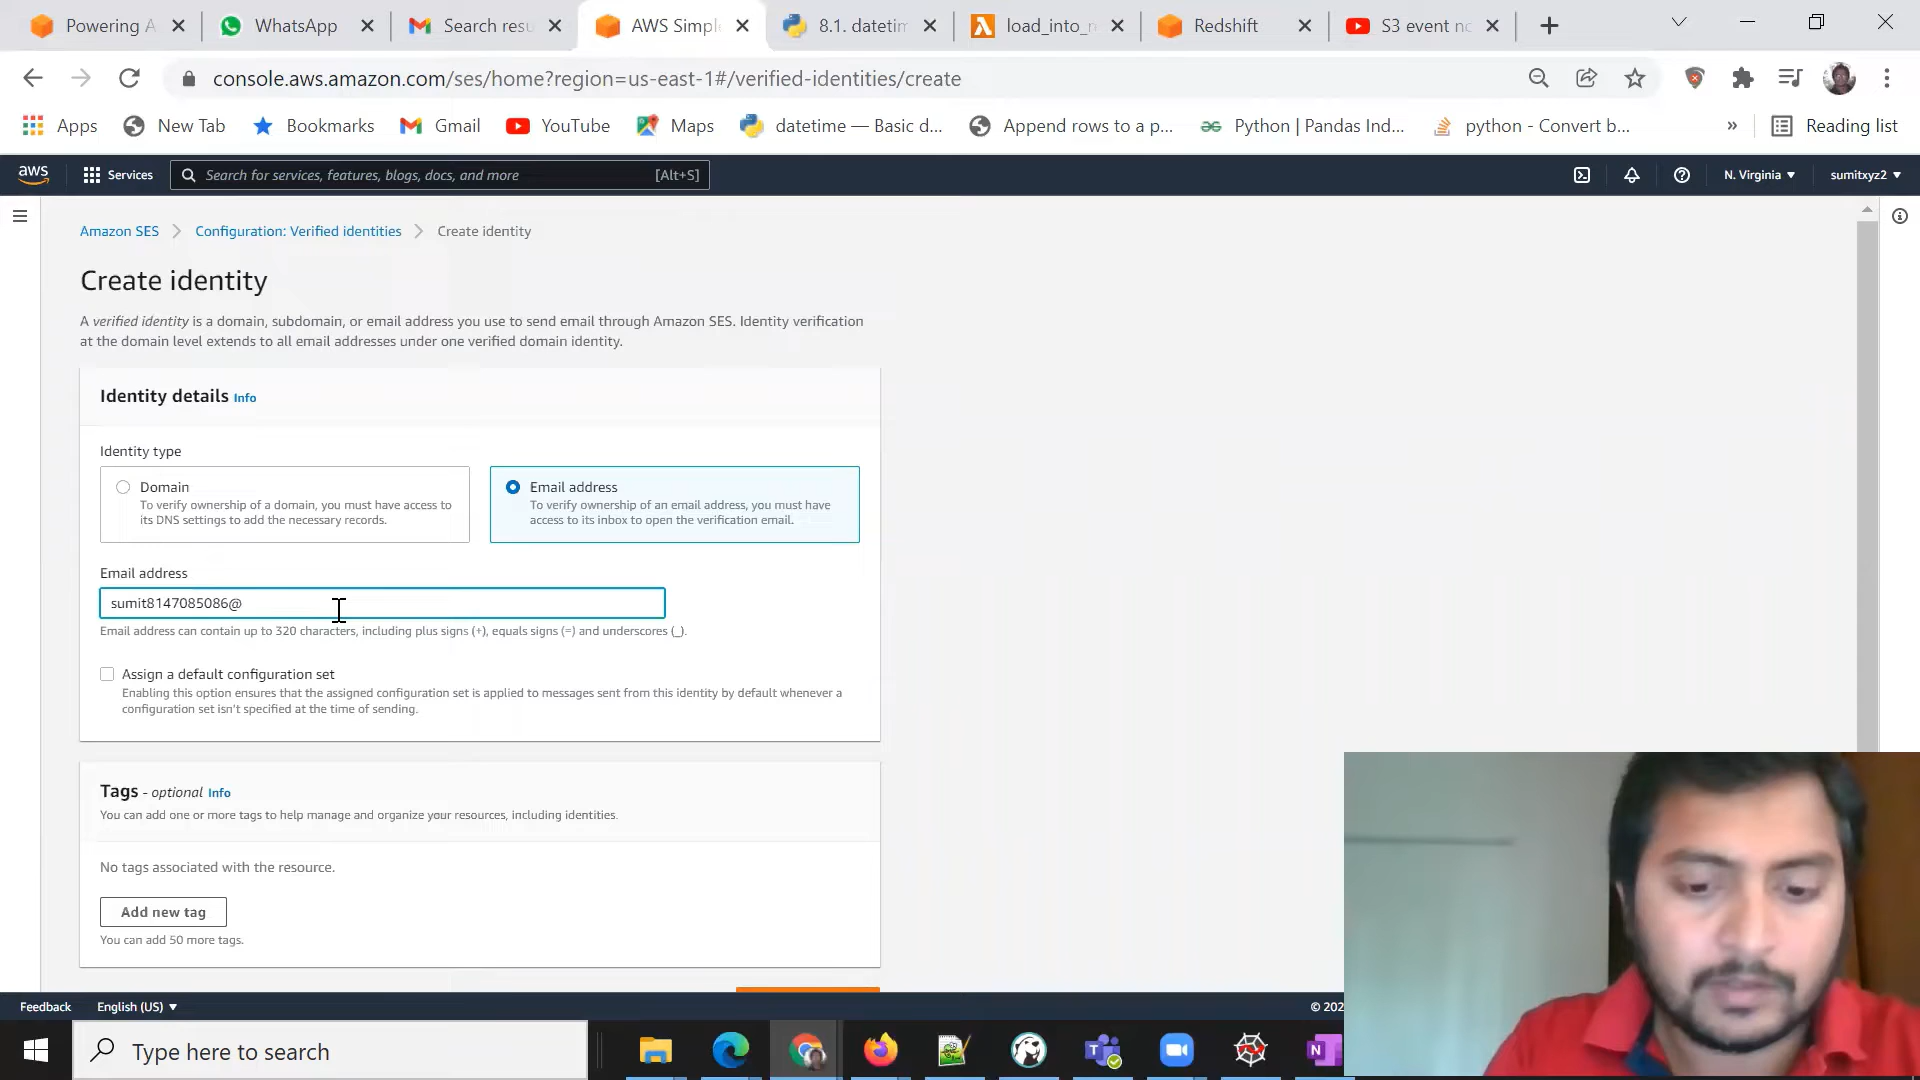 Powering A
WhatsApp
Search resu
AWS Simpl
8.1. datetim
load_into_r
Redshift
S3 event no
console.aws.amazon.com/ses/home?region=us-east-1#/verified-identities/create
Apps
New Tab
Bookmarks
Gmail
YouTube
Maps
datetime — Basic d...
Append rows to a p...
Python | Pandas Ind...
python - Convert b...
»
Reading list
aws
Services
Search for services, features, blogs, docs, and more
[Alt+S]
N. Virginia
sumitxyz2
Amazon SES
Configuration: Verified identities
Create identity
Create identity
A verified identity is a domain, subdomain, or email address you use to send email through Amazon SES. Identity verification
at the domain level extends to all email addresses under one verified domain identity.
Identity details Info
Identity type
Domain
To verify ownership of a domain, you must have access to
its DNS settings to add the necessary records.
Email address
To verify ownership of an email address, you must have
access to its inbox to open the verification email.
Email address
sumit8147085086@
Email address can contain up to 320 characters, including plus signs (+), equals signs (=) and underscores (_).
Assign a default configuration set
Enabling this option ensures that the assigned configuration set is applied to messages sent from this identity by default whenever a
configuration set isn't specified at the time of sending.
Tags - optional Info
You can add one or more tags to help manage and organize your resources, including identities.
No tags associated with the resource.
Add new tag
You can add 50 more tags.
Feedback
English (US)
© 202
Type here to search